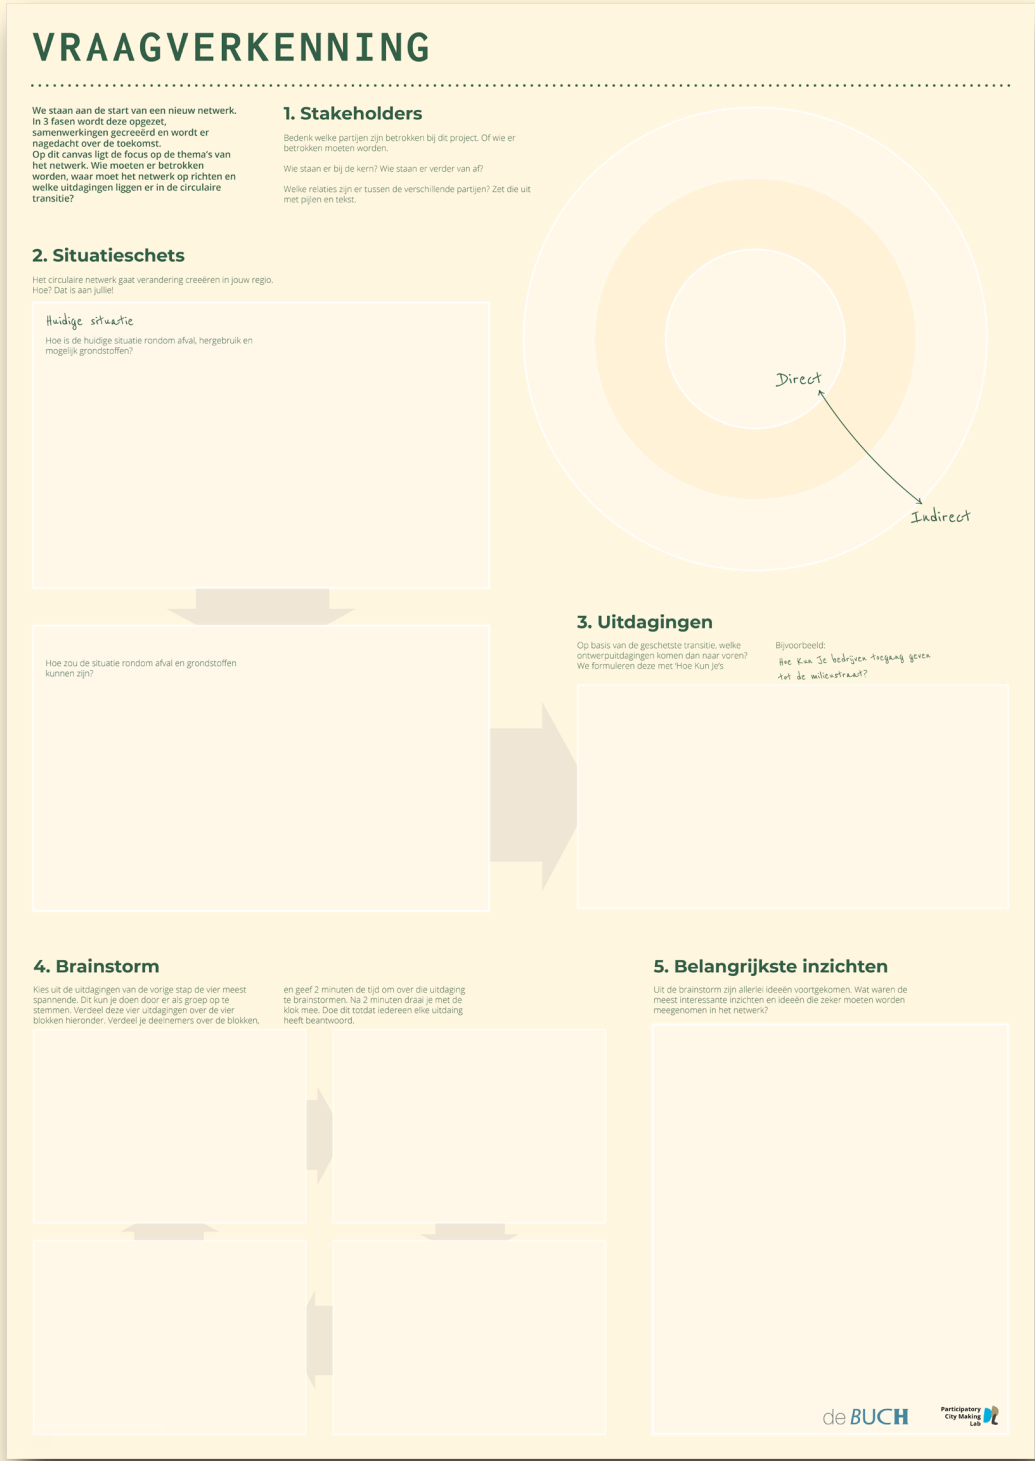 VRAAGVERKENNING
We staan aan de start van een nieuw netwerk.
In 3 fasen wordt deze opgezet,
samenwerkingen gecreeërd en wordt er
nagedacht over de toekomst.
Op dit canvas ligt de focus op de thema's van
het netwerk. Wie moeten er betrokken
worden, waar moet het netwerk op richten en
welke uitdagingen liggen er in de circulaire
transitie?
1. Stakeholders
Bedenk welke partijen zijn betrokken bij dit project. Of wie er
betrokken moeten worden.
Wie staan er bij de kern? Wie staan er verder van af?
Welke relaties zijn er tussen de verschillende partijen? Zet die uit
met pijlen en tekst.
Direct
Indirect
2. Situatieschets
Het circulaire netwerk gaat verandering creeëren in jouw regio.
Hoe? Dat is aan jullie!
Huidige situatie
Hoe is de huidige situatie rondom afval, hergebruik en
mogelijk grondstoffen?
Hoe zou de situatie rondom afval en grondstoffen
kunnen zijn?
3. Uitdagingen
Op basis van de geschetste transitie, welke
ontwerpuitdagingen komen dan naar voren?
We formuleren deze met 'Hoe Kun Je's
Bijvoorbeeld:
Hoe Kun Je bedrijven toegang geven
tot de milieustraat?
4. Brainstorm
Kies uit de uitdagingen van de vorige stap de vier meest
spannende. Dit kun je doen door er als groep op te
stemmen. Verdeel deze vier uitdagingen over de vier
blokken hieronder. Verdeel je deelnemers over de blokken,
en geef 2 minuten de tijd om over die uitdaging
te brainstormen. Na 2 minuten draai je met de
klok mee. Doe dit totdat iedereen elke uitdaing
heeft beantwoord.
5. Belangrijkste inzichten
Uit de brainstorm zijn allerlei ideeën voortgekomen. Wat waren de
meest interessante inzichten en ideeën die zeker moeten worden
meegenomen in het netwerk?
de BUCH
Participatory
City Making
Lab